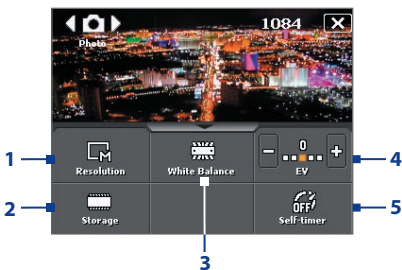 1084
Photo
M
0
Resolution
White Balance
EV
OFF
Storage
Self-timer
1
2
3
4
5